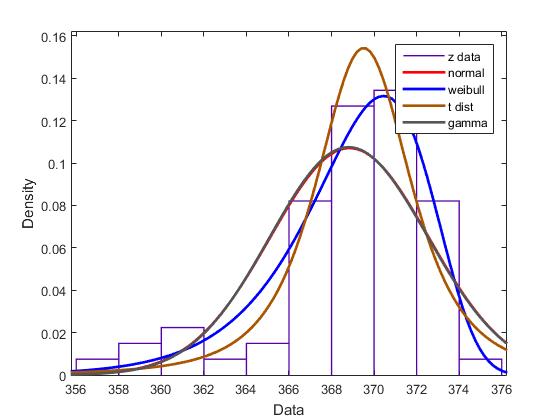 0.16
0.14
0.12
0.1
0.08
0.06
0.04
0.02
0
Density
z data
normal
weibull
t dist
gamma
356 358 360 362 364 366 368 370 372 374 376
Data